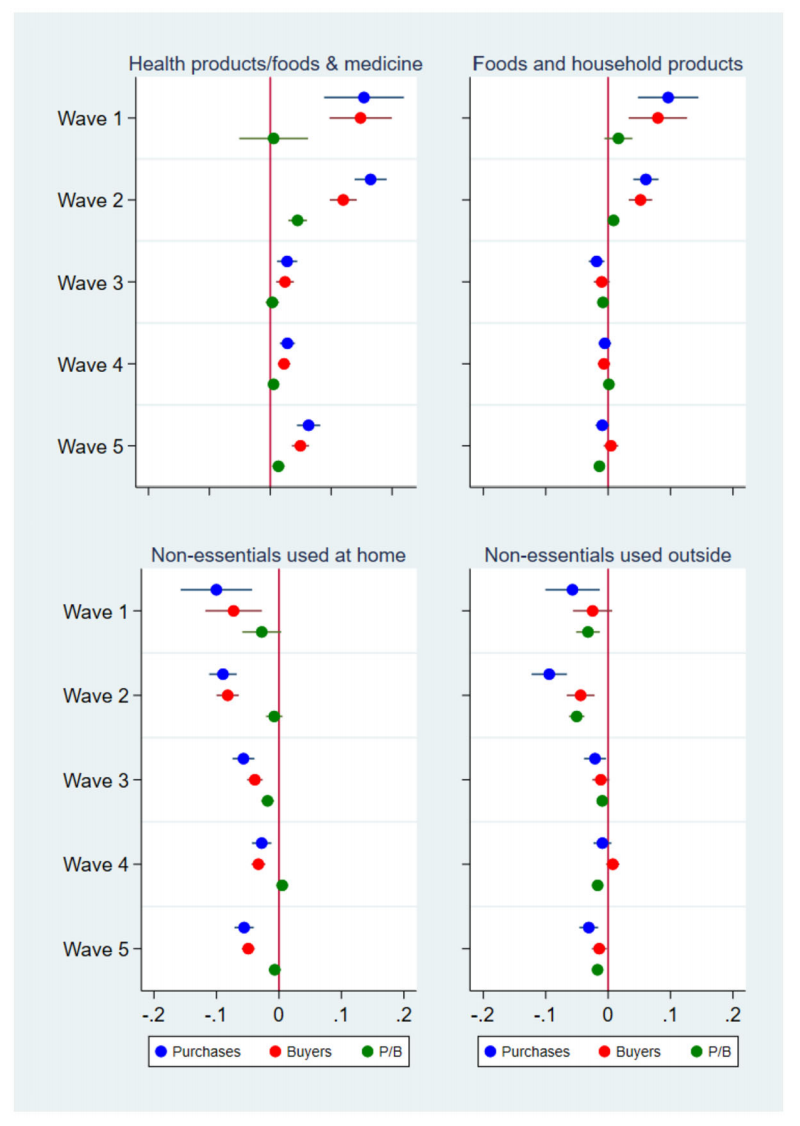 Health products/foods & medicine
Foods and household products
Wave 1
Wave 2
Wave 3
Wave 4
Wave 5
Non-essentials used at home
Non-essentials used outside
Wave 1
Wave 2
Wave 3
Wave 4
Wave 5
-.2 -.1 0 .1 .2
-.2 -.1 0 .1 .2
Purchases Buyers P/B
Purchases Buyers P/B